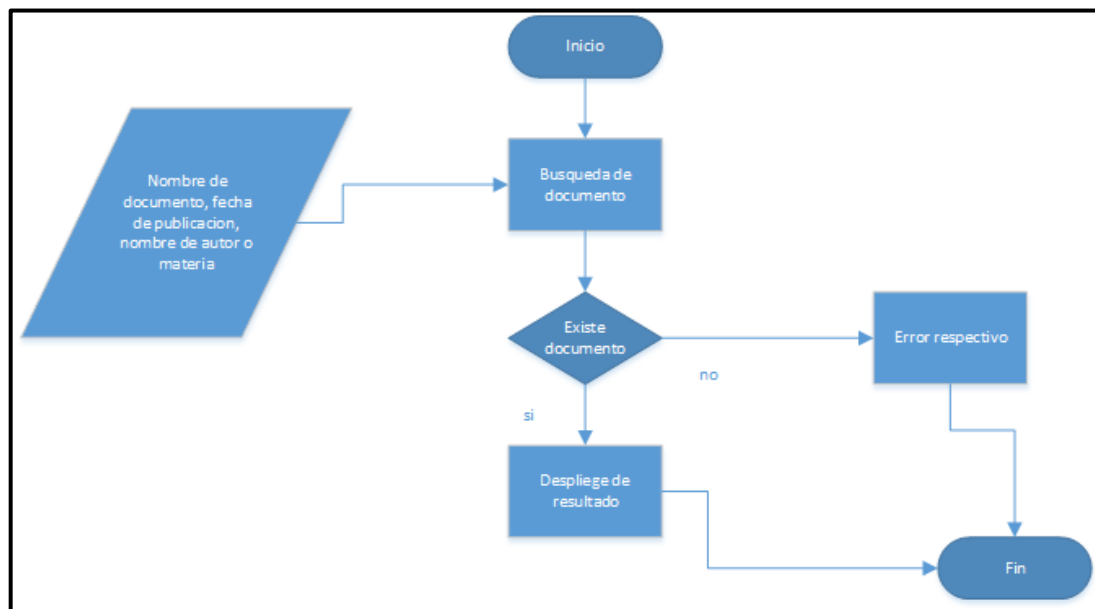 Inicio
Nombre de
documento, fecha
de publicacion,
nombre de autor o
materia
Busqueda de
documento
Existe
documento
Error respectivo
no
si
Despliege de
resultado
Fin